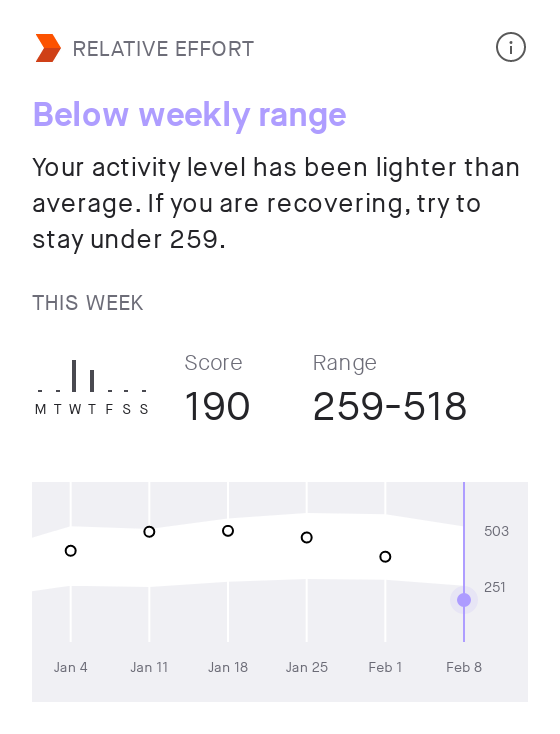 RELATIVE EFFORT
Below weekly range
Your activity level has been lighter than
average. If you are recovering, try to
stay under 259.
THIS WEEK
Score Range
190 259-518
M T W T F S S
503
251
Jan 4 Jan 11 Jan 18 Jan 25 Feb 1 Feb 8